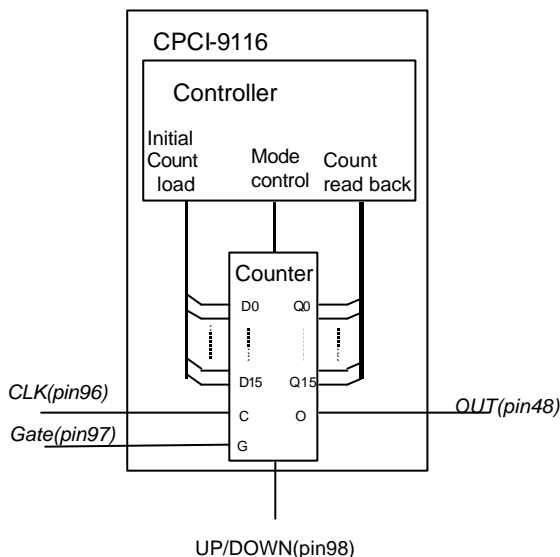 CPCI-9116
Controller
Initial
Count
load
Mode
control
Count
read back
Counter
D0 Q0
D15 Q15
CLK(pin96)
C O
OUT(pin48)
Gate(pin97)
G
UP/DOWN(pin98)